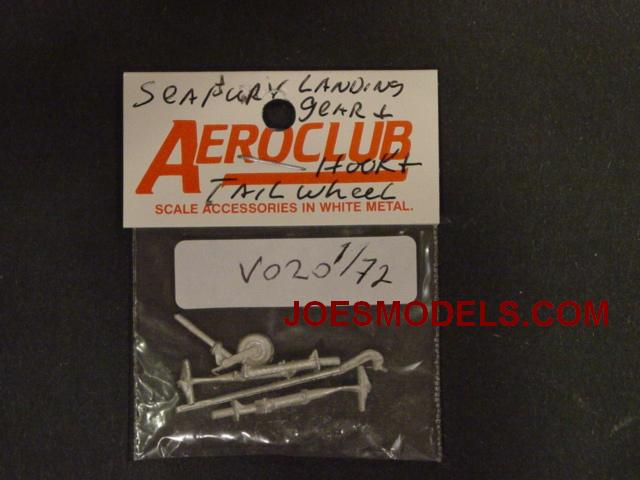 SEAFURY LANDING
gEAR +
AEROCLUB
HOOK +
TAIL wheeL
SCALE ACCESSORIES IN WHITE METAL.
V020 1/72
JOESMODELS.COM